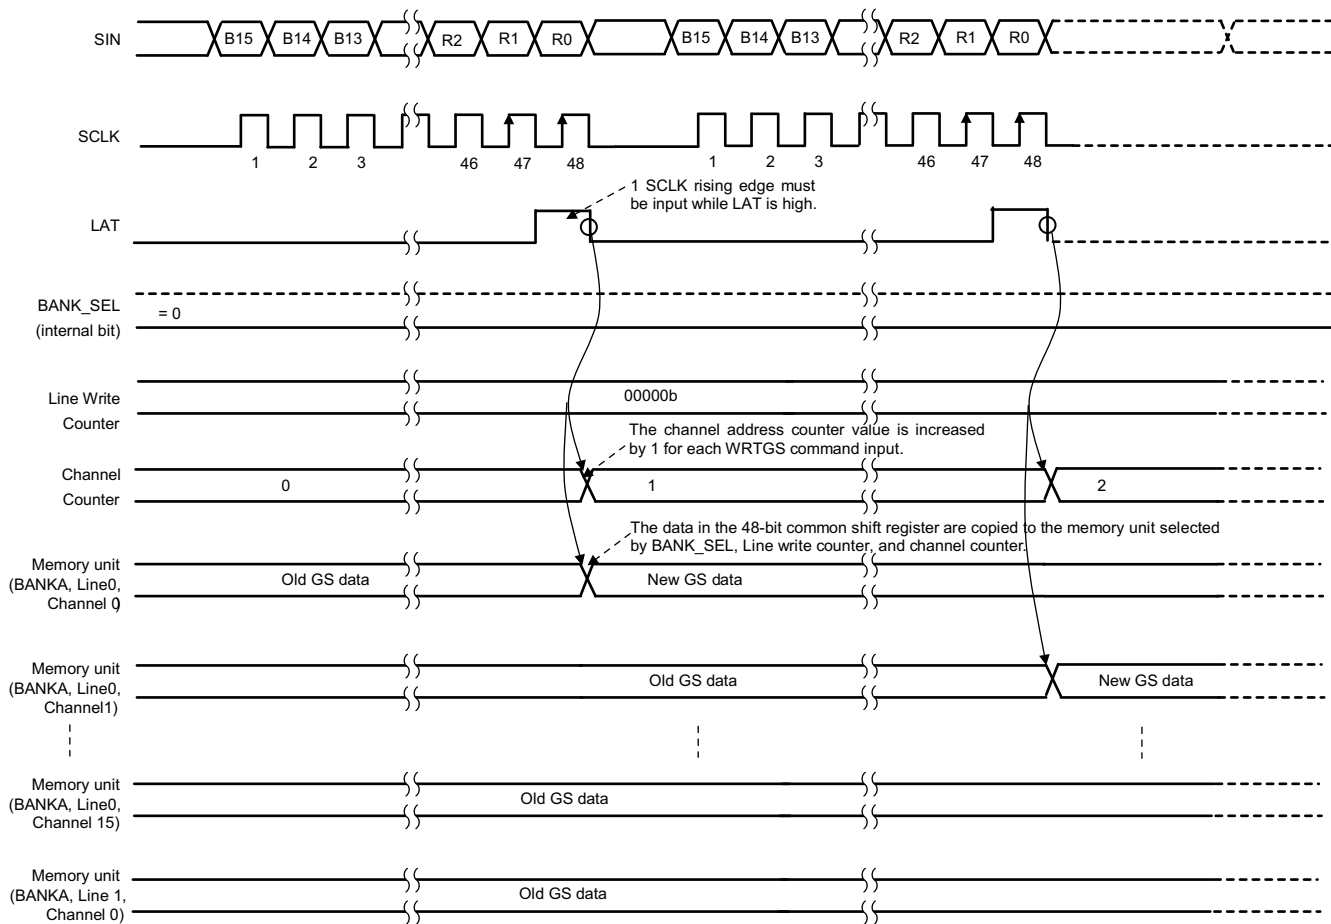 SIN
B15 B14 B13 R2 R1 R0 B15 B14 B13 R2 R1 R0
SCLK
1 2 3 46 47 48 1 2 3 46 47 48
1 SCLK rising edge must
be input while LAT is high.
LAT
BANK_SEL
(internal bit)
= 0
Line Write
Counter
00000b
The channel address counter value is increased
by 1 for each WRTGS command input.
Channel
Counter
0 1 2
The data in the 48-bit common shift register are copied to the memory unit selected
by BANK_SEL, Line write counter, and channel counter.
Memory unit
(BANKA, Line0,
Channel 0)
Old GS data New GS data
Memory unit
(BANKA, Line0,
Channel1)
Old GS data New GS data
Memory unit
(BANKA, Line0,
Channel 15)
Old GS data
Memory unit
(BANKA, Line 1,
Channel 0)
Old GS data